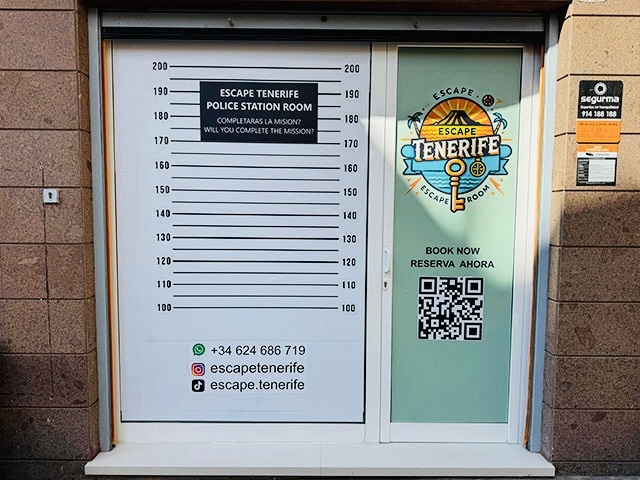 200 200
190 190
ESCAPE TENERIFE
POLICE STATION ROOM
COMPLETARAS LA MISION?
WILL YOU COMPLETE THE MISSION?
180 180
170 170
160 160
150 150
140 140
130 130
120 120
110 110
100 100
+34 624 686 719
escapetenerife
escape.tenerife
ESCAPE
ESCAPE
TENERIFE
ESCAPE ROOM
BOOK NOW
RESERVA AHORA
segurma
914 188 188